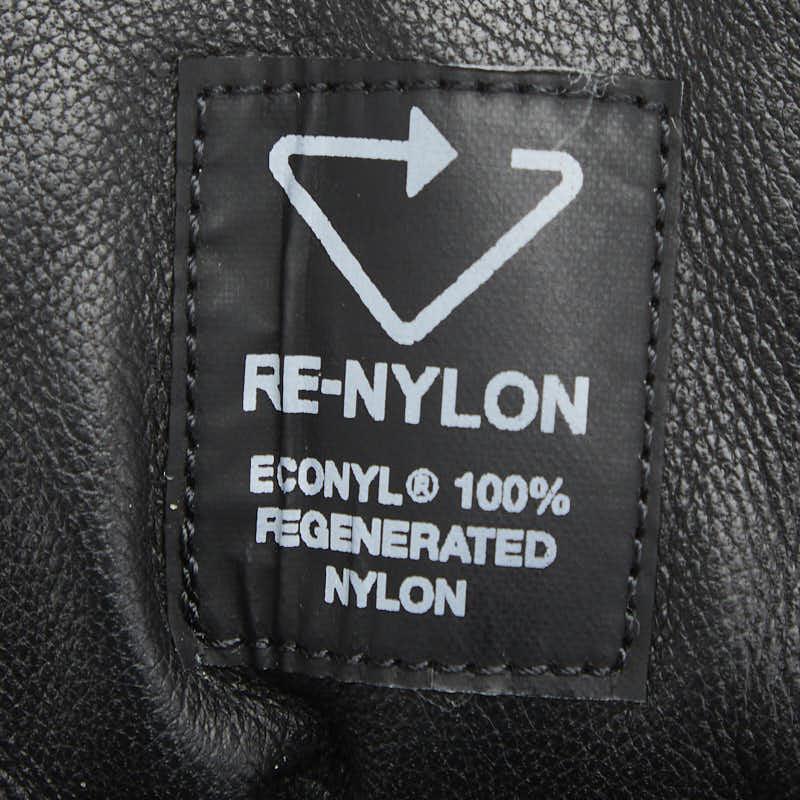 RE-NYLON
ECONYL® 100%
REGENERATED
NYLON